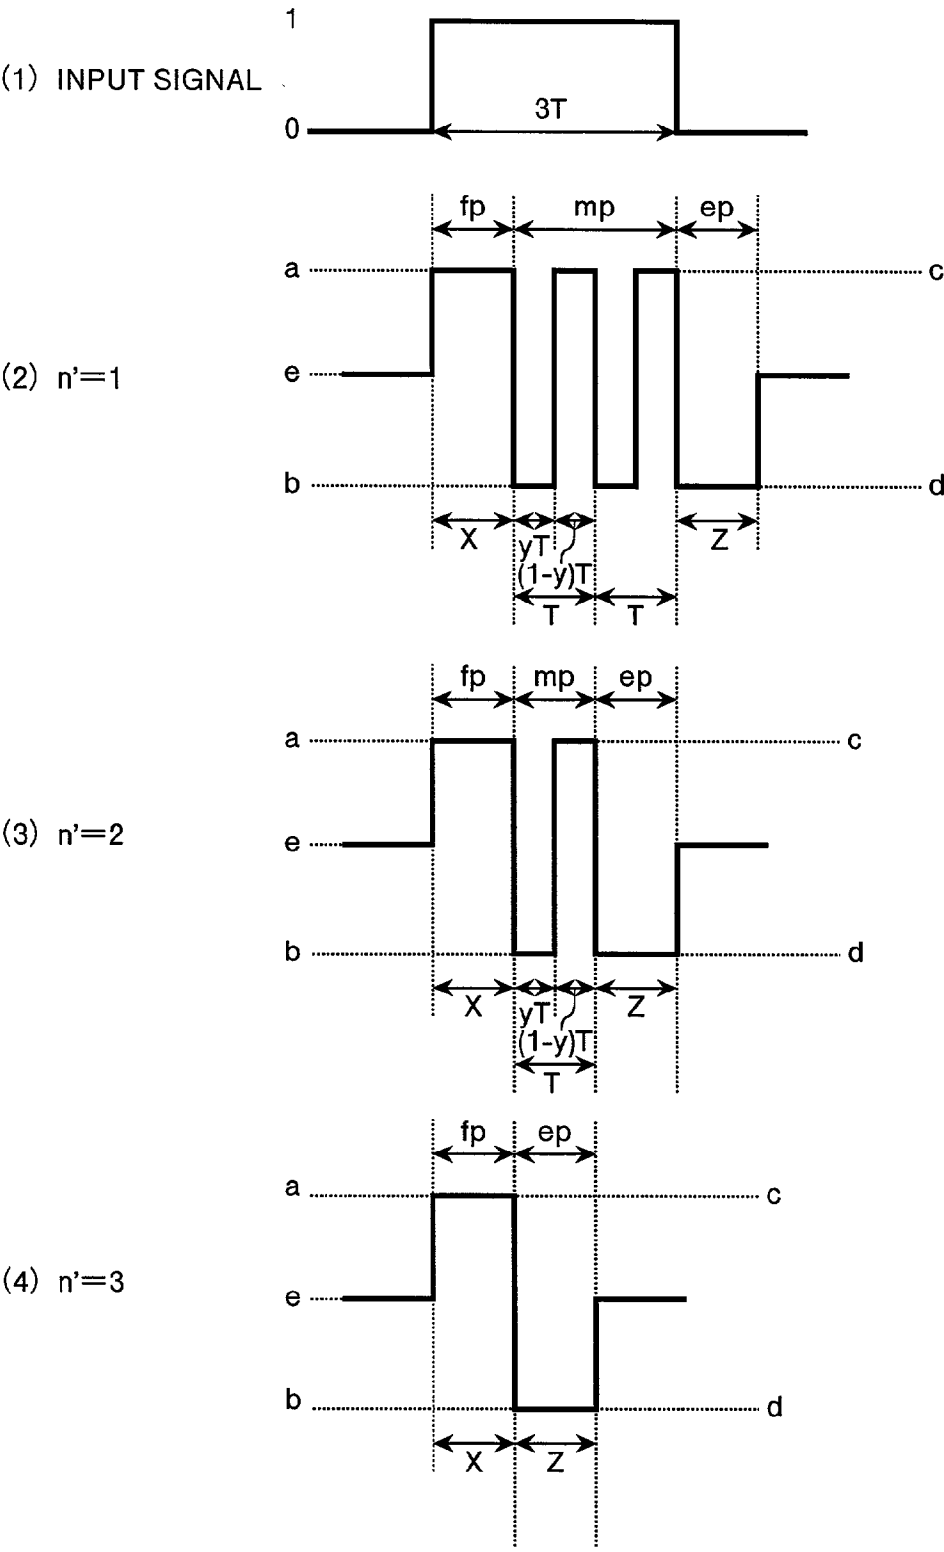 1
(1) INPUT SIGNAL
3T
0
fp mp ep
a c
(2) n'=1
e
b d
X yT Z
(1-y)T
T T
fp mp ep
a c
(3) n'=2
e
b d
X yT Z
(1-y)T
T
fp ep
a c
(4) n'=3
e
b d
X Z